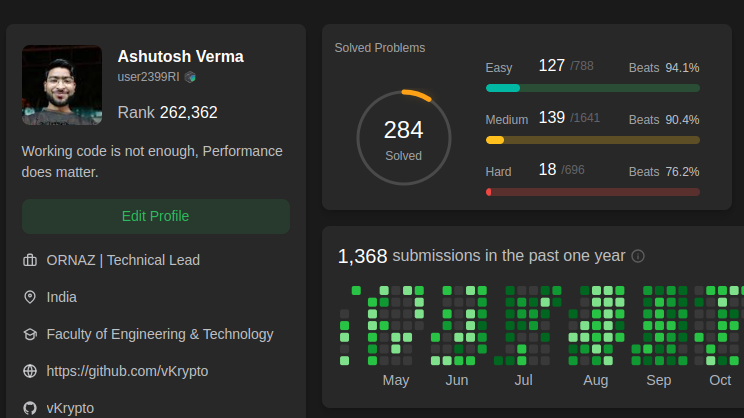 Ashutosh Verma
user2399RI
Rank 262,362
Working code is not enough, Performance
does matter.
Edit Profile
ORNAZ | Technical Lead
India
Faculty of Engineering & Technology
https://github.com/vKrypto
vKrypto
Solved Problems
284
Solved
Easy 127 /788 Beats 94.1%
Medium 139 /1641 Beats 90.4%
Hard 18 /696 Beats 76.2%
1,368 submissions in the past one year
May Jun Jul Aug Sep Oct